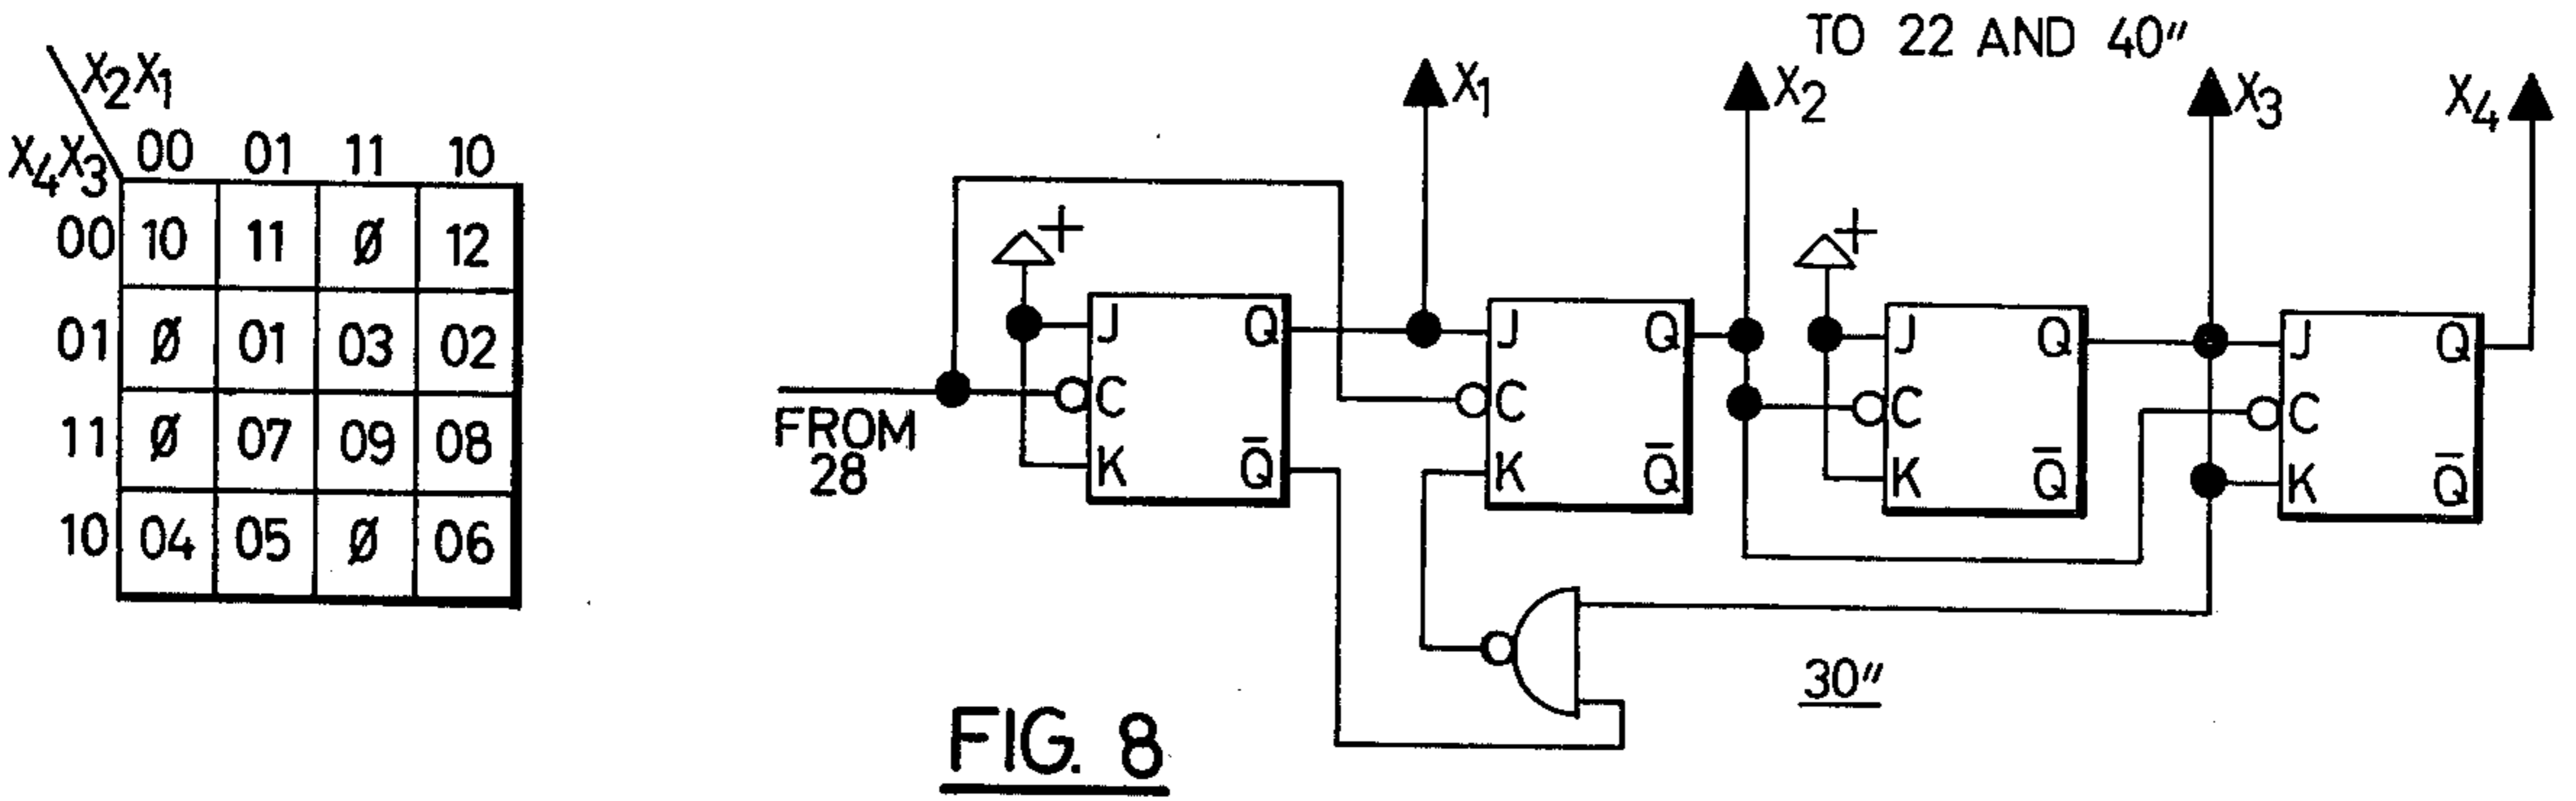 TO 22 AND 40"
X2X1
X4X3
00 01 11 10
00 10 11 Ø 12
01 Ø 01 03 02
11 Ø 07 09 08
10 04 05 Ø 06
X1
X2
X3
X4
+
+
J Q
C
K Q̅
J Q
C
K Q̅
J Q
C
K Q̅
J Q
C
K Q̅
FROM
28
30"
FIG. 8